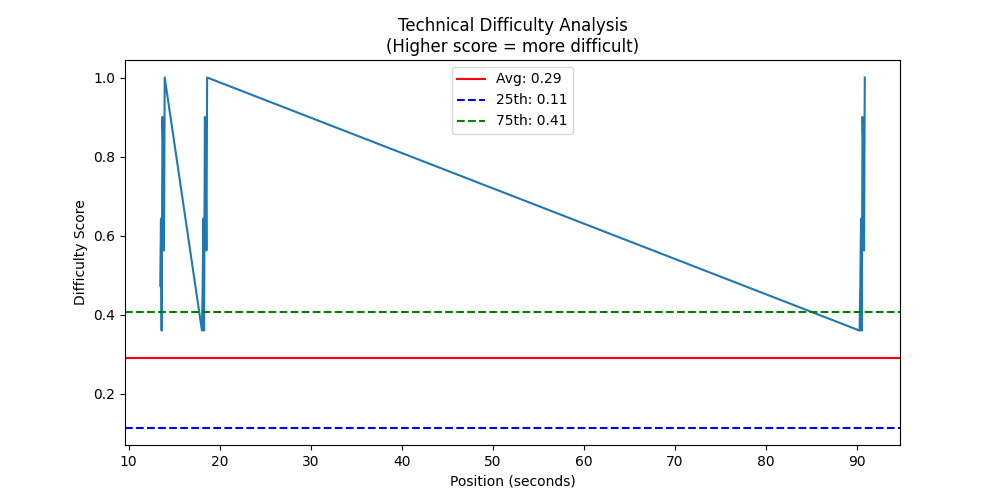 Technical Difficulty Analysis
(Higher score = more difficult)
Avg: 0.29
25th: 0.11
75th: 0.41
Difficulty Score
1.0
0.8
0.6
0.4
0.2
10 20 30 40 50 60 70 80 90
Position (seconds)